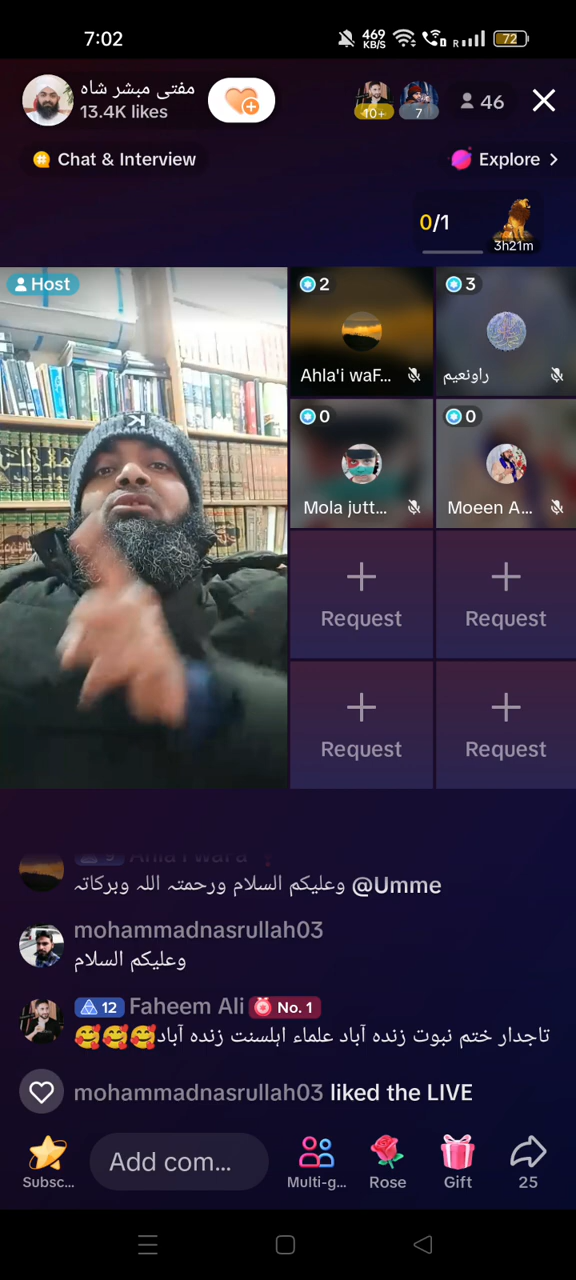 7:02
469 KB/S
R
72
مفتی مبشر شاہ
13.4K likes
10+
7
46
Chat & Interview
Explore
0/1
3h21m
Host
2
3
Ahla'i waF...
راونعیم
0
0
Mola jutt...
Moeen A...
Request
Request
Request
Request
9 Ahla'i waFa
وعلیکم السلام ورحمتہ اللہ وبرکاتہ @Umme
mohammadnasrullah03
وعلیکم السلام
12 Faheem Ali No. 1
تاجدار ختم نبوت زندہ آباد علماء اہلسنت زندہ آباد🥰🥰🥰
mohammadnasrullah03 liked the LIVE
Add com...
Subsc...
Multi-g...
Rose
Gift
25